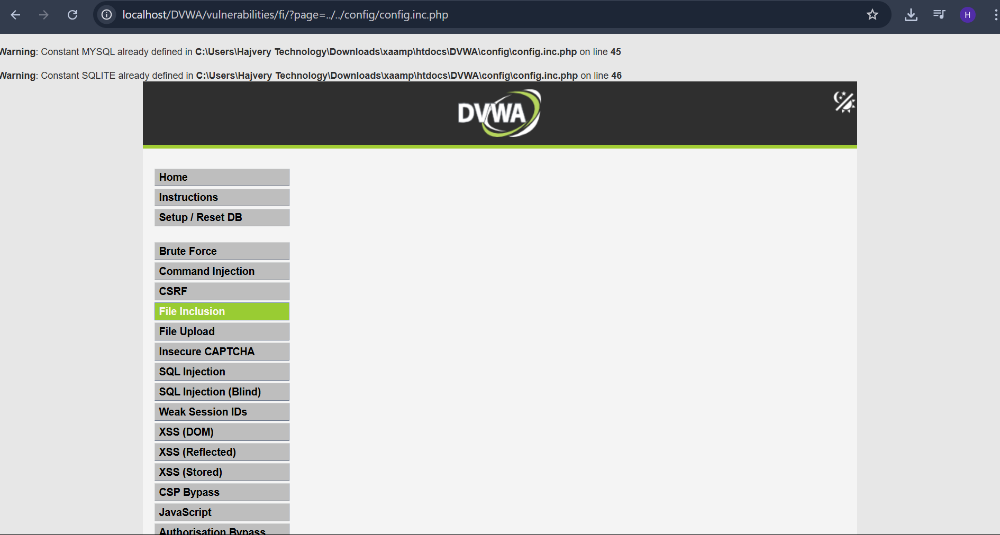 localhost/DVWA/vulnerabilities/fi/?page=../../config/config.inc.php
H
Warning: Constant MYSQL already defined in C:\Users\Hajvery Technology\Downloads\xaamp\htdocs\DVWA\config\config.inc.php on line 45
Warning: Constant SQLITE already defined in C:\Users\Hajvery Technology\Downloads\xaamp\htdocs\DVWA\config\config.inc.php on line 46
DVWA
Home
Instructions
Setup / Reset DB
Brute Force
Command Injection
CSRF
File Inclusion
File Upload
Insecure CAPTCHA
SQL Injection
SQL Injection (Blind)
Weak Session IDs
XSS (DOM)
XSS (Reflected)
XSS (Stored)
CSP Bypass
JavaScript
Authorisation Bypass